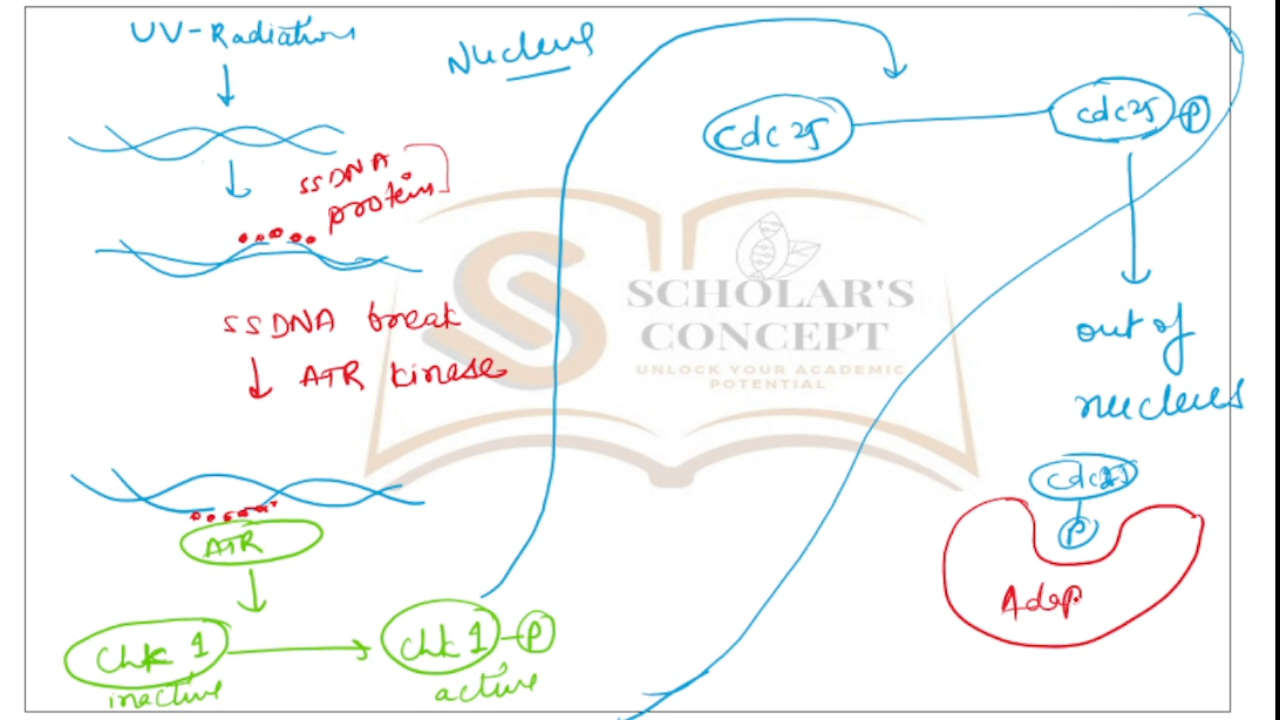 UV-Radiation
Nucleus
ssDNA
protein
ssDNA break
ATR kinase
ATR
Chk 1
inactive
Chk 1 - P
active
Cdc25
Cdc25 - P
out of
nucleus
Cdc25
P
Adap
SCHOLAR'S
CONCEPT
UNLOCK YOUR ACADEMIC
POTENTIAL